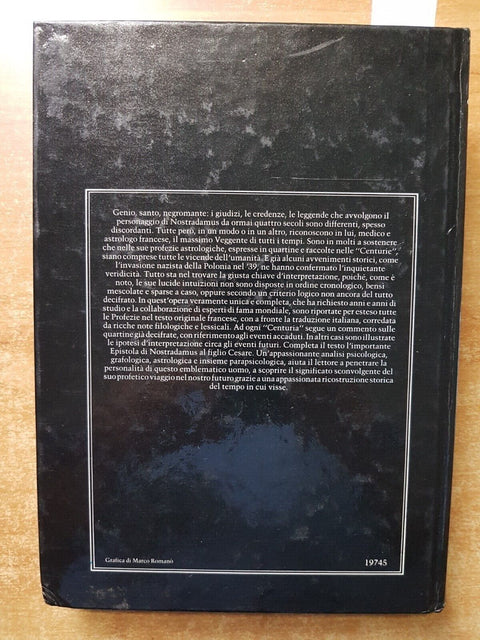 Genio, santo, negromante: i giudizi, le credenze, le leggende che avvolgono il
personaggio di Nostradamus da ormai quattro secoli sono differenti, spesso
discordanti. Tutte però, in un modo o in un altro, riconoscono in lui, medico e
astrologo francese, il massimo Veggente di tutti i tempi. Sono in molti a sostenere
che nelle sue profezie astrologiche, espresse in quartine e raccolte nelle "Centurie",
siano comprese tutte le vicende dell'umanità. E già alcuni avvenimenti storici, come
l'invasione nazista della Polonia nel '39, ne hanno confermato l'inquietante
veridicità. Tutto sta nel trovare la giusta chiave d'interpretazione, poiché, come è
noto, le sue lucide intuizioni non sono disposte in ordine cronologico, bensì
mescolate e sparse a caso, oppure secondo un criterio logico non ancora del tutto
decifrato. In quest'opera veramente unica e completa, che ha richiesto anni e anni di
studio e la collaborazione di esperti di fama mondiale, sono riportate per esteso tutte
le Profezie nel testo originale francese, con a fronte la traduzione italiana, corredata
da ricche note filologiche e lessicali. Ad ogni "Centuria" segue un commento sulle
quartine già decifrate, con riferimento agli eventi accaduti. In altri casi sono illustrate
le ipotesi d'interpretazione circa gli eventi futuri. Completa il testo l'importante
Epistola di Nostradamus al figlio Cesare. Un'appassionante analisi psicologica,
grafologica, astrologica e insieme parapsicologica, aiuta il lettore a penetrare la
personalità di questo emblematico uomo, a scoprire il significato sconvolgente del
suo profetico viaggio nel nostro futuro grazie a una appassionata ricostruzione storica
del tempo in cui visse.
Grafica di Marco Romanò
19745